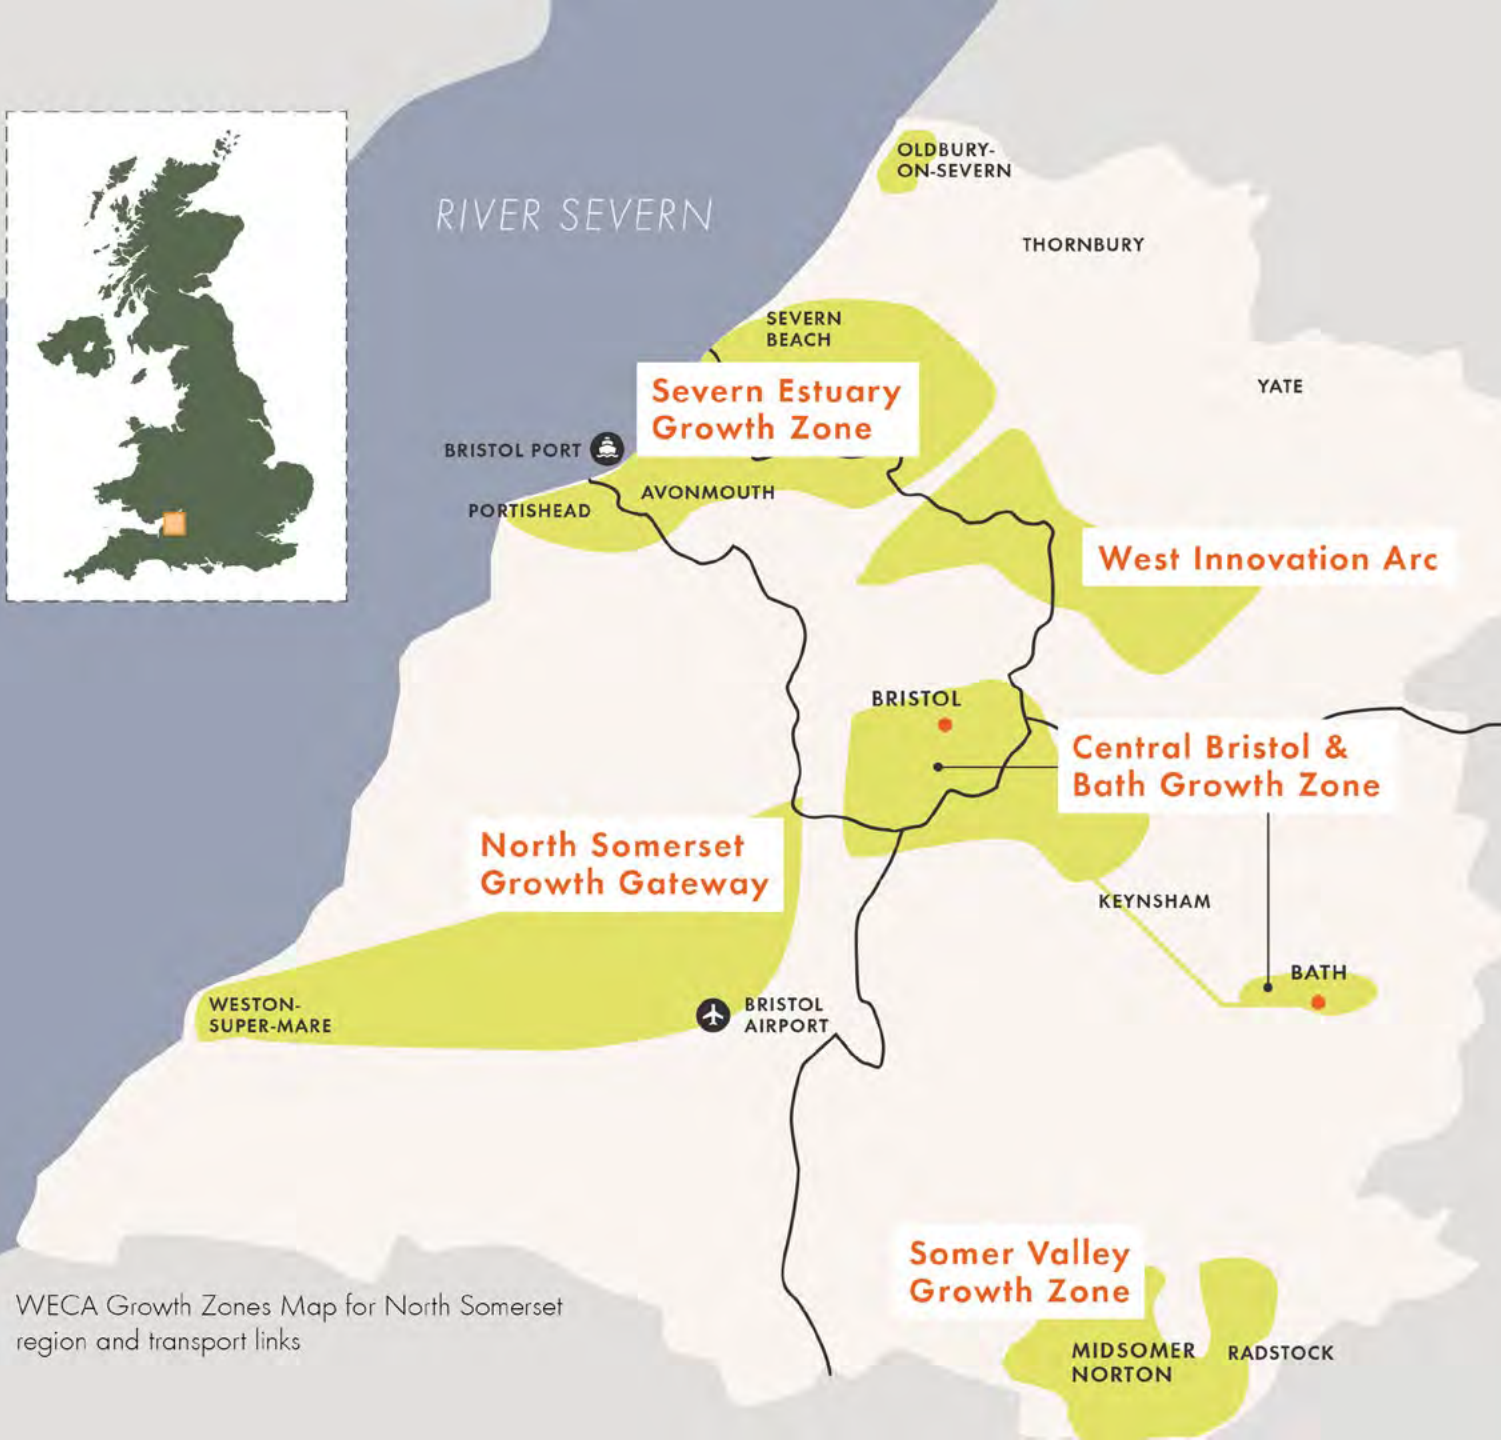 OLDBURY-
ON-SEVERN
RIVER SEVERN
THORNBURY
SEVERN
BEACH
YATE
Severn Estuary
Growth Zone
BRISTOL PORT
AVONMOUTH
PORTISHEAD
West Innovation Arc
BRISTOL
Central Bristol &
Bath Growth Zone
North Somerset
Growth Gateway
KEYNSHAM
BATH
WESTON-
SUPER-MARE
BRISTOL
AIRPORT
Somer Valley
Growth Zone
WECA Growth Zones Map for North Somerset
region and transport links
MIDSOMER
NORTON
RADSTOCK